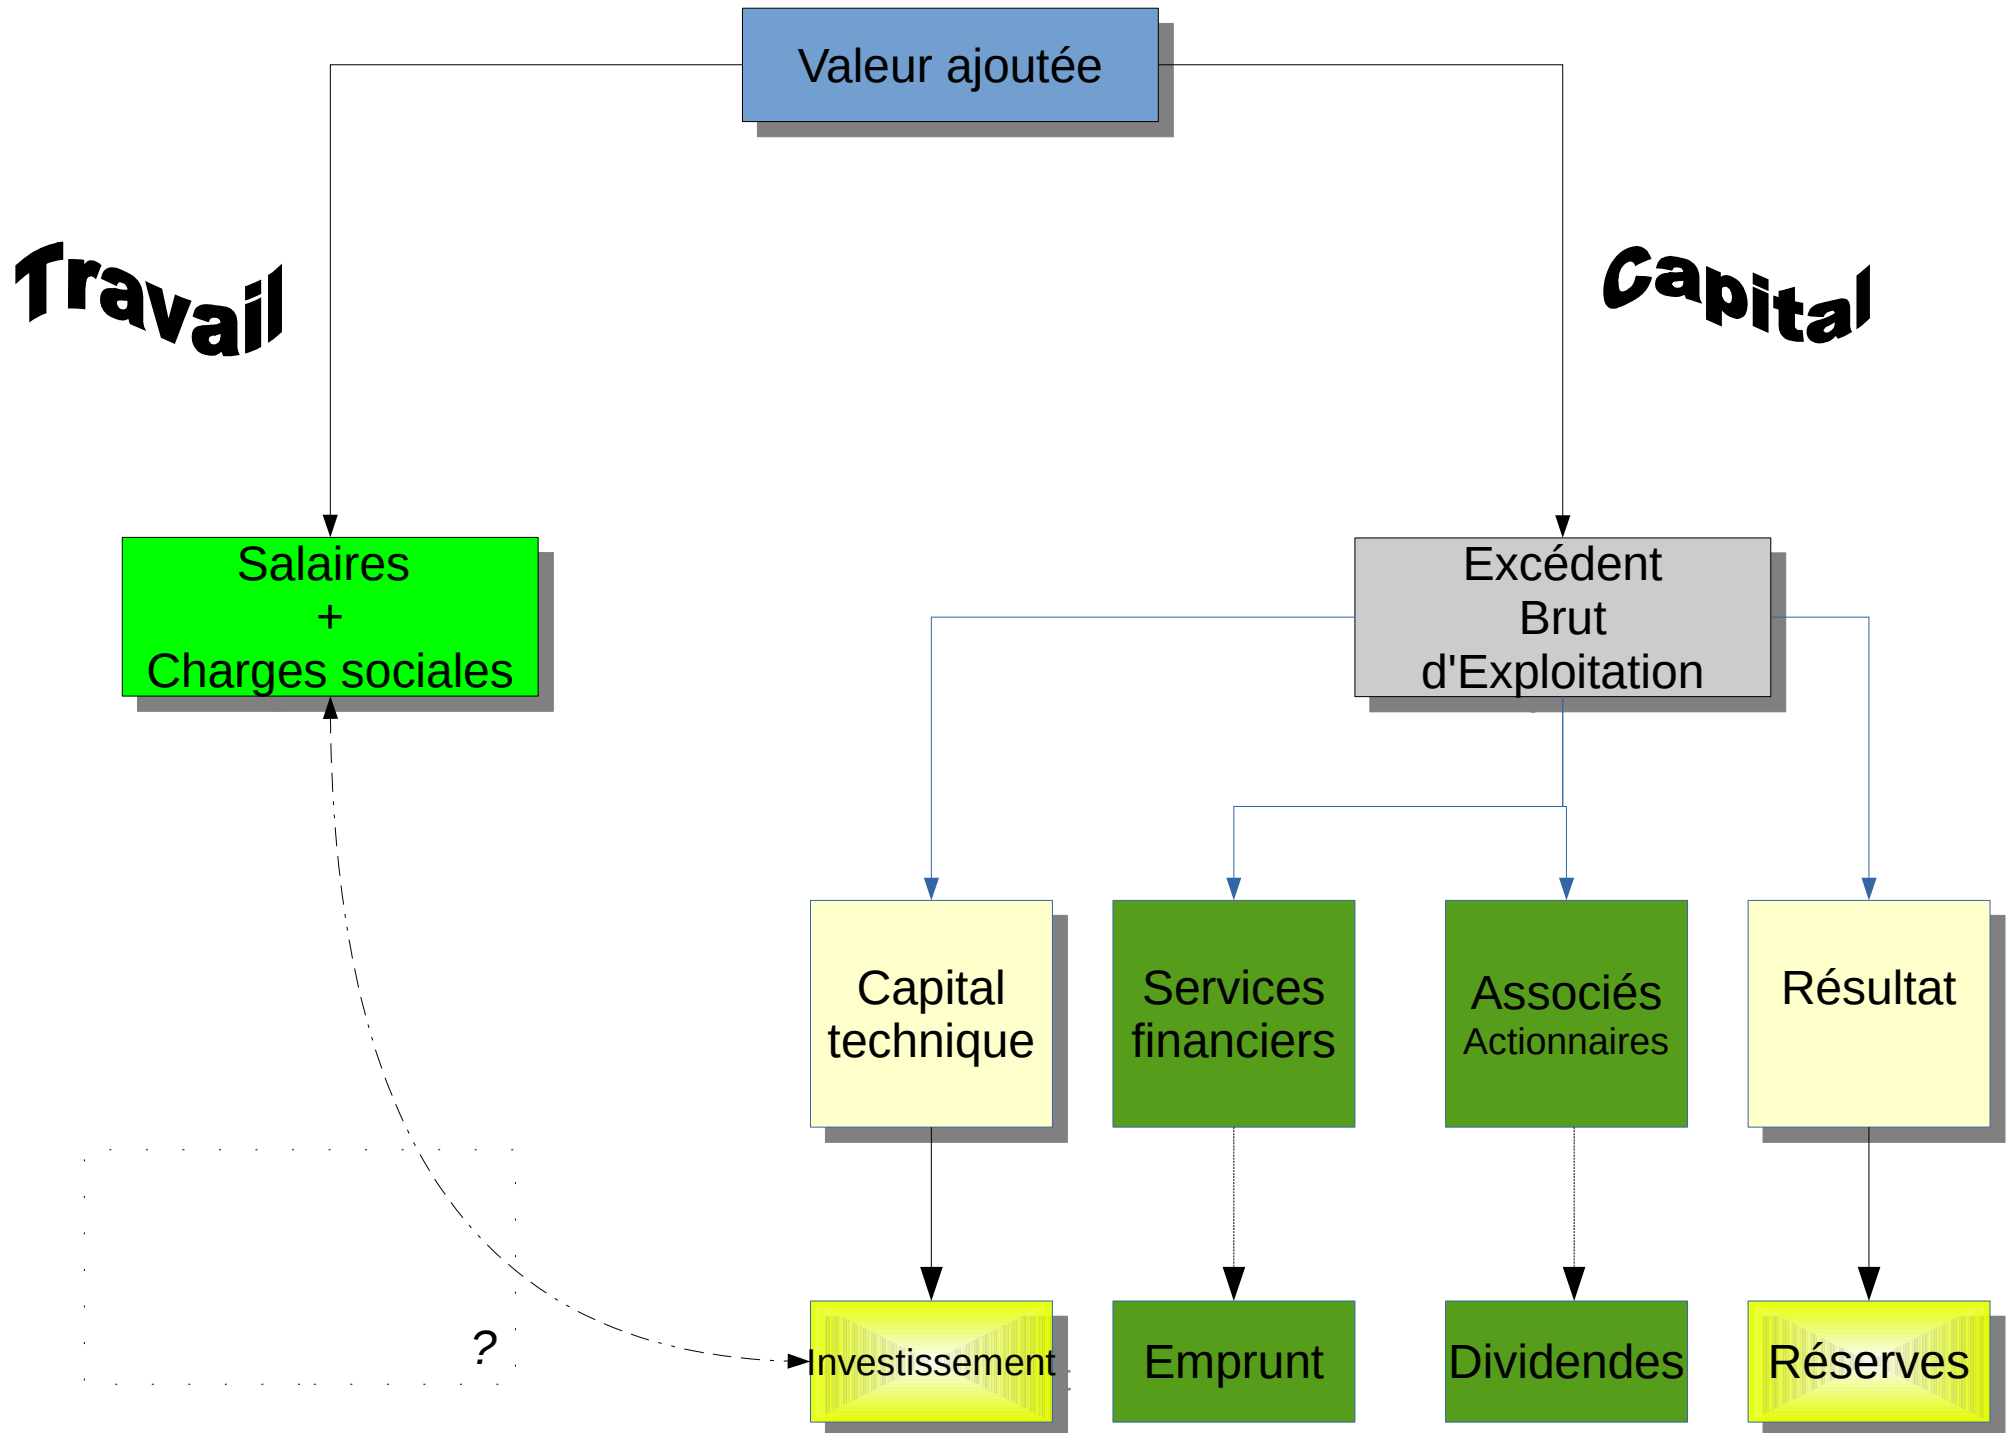 Valeur ajoutée
Travail
Capital
Salaires
+
Charges sociales
Excédent
Brut
d'Exploitation
Capital
technique
Services
financiers
Associés
Actionnaires
Résultat
?
Investissement
Emprunt
Dividendes
Réserves